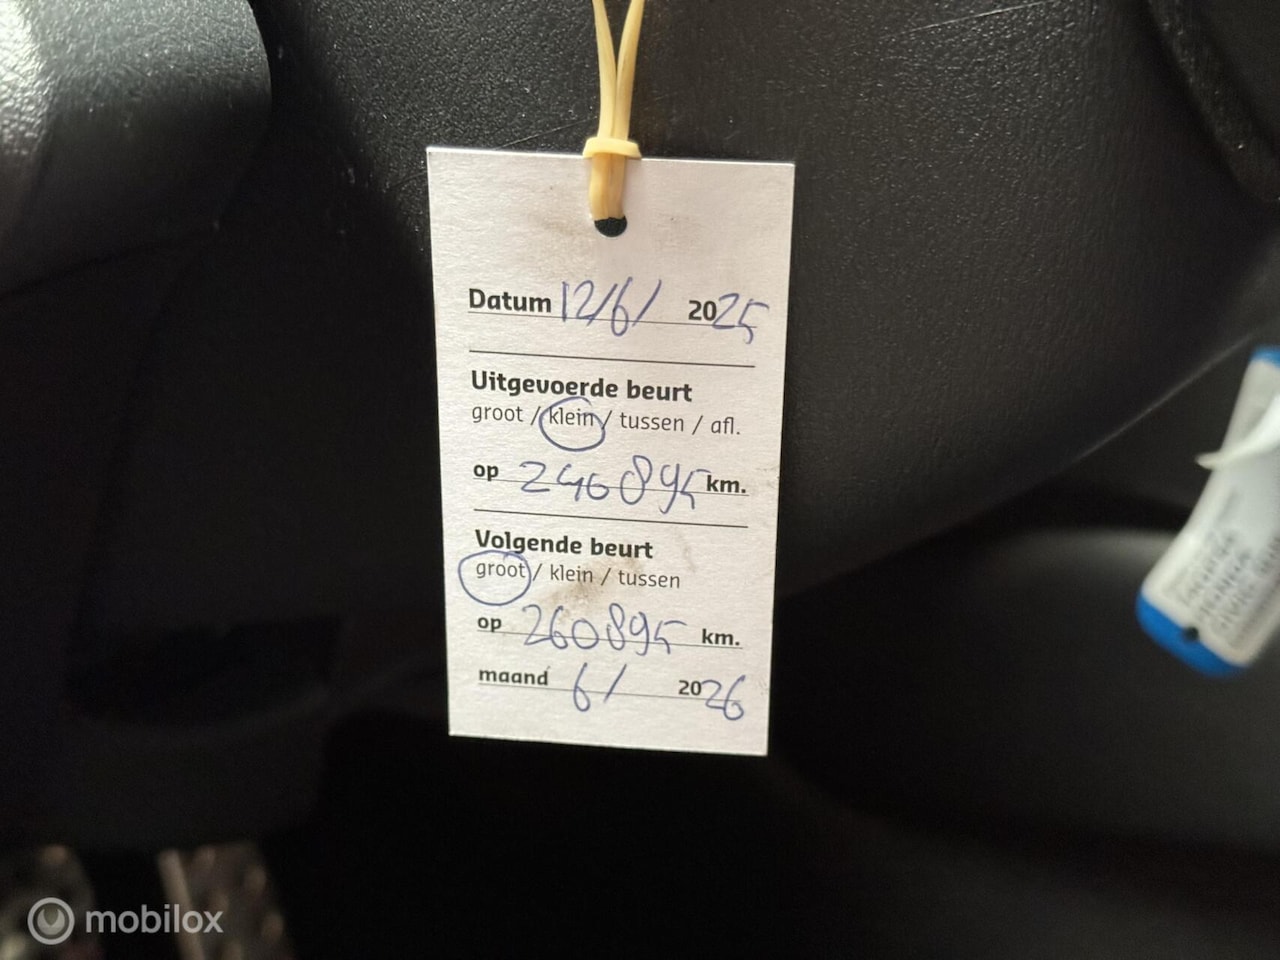 Datum 12/6/ 2025
Uitgevoerde beurt
groot / klein / tussen / afl.
op 240895 km.
Volgende beurt
groot / klein / tussen
op 260895 km.
maand 6/ 2026
mobilox